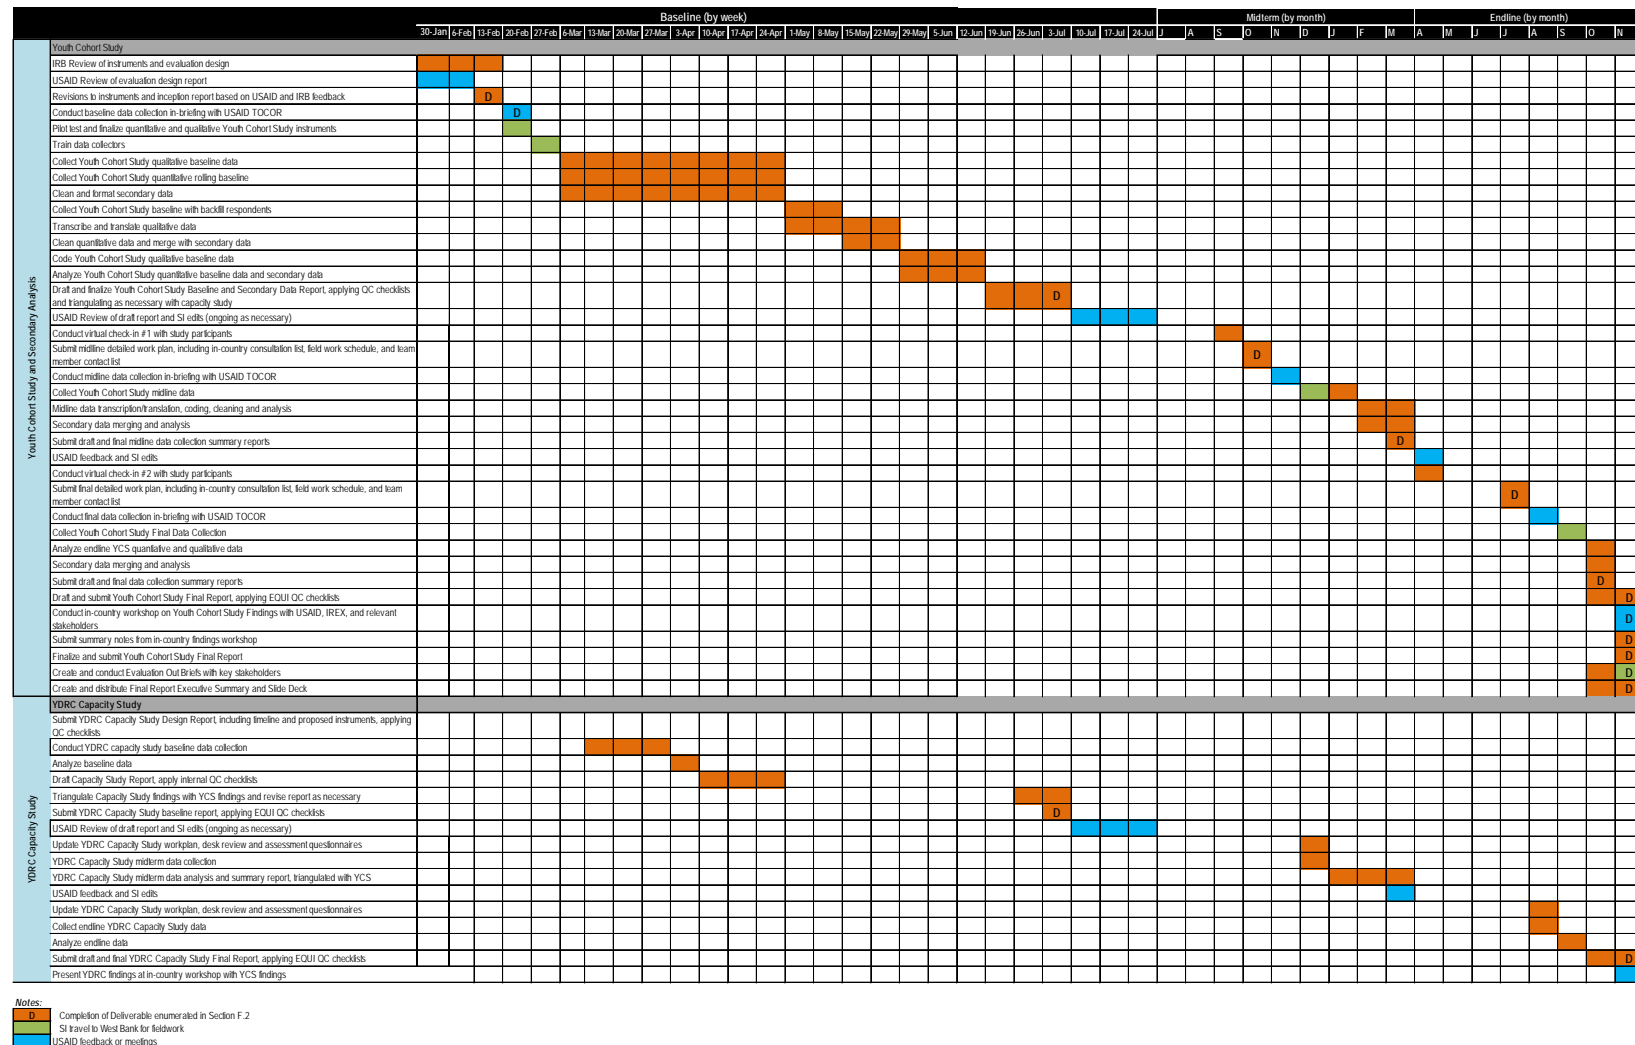 Baseline (by week) Midterm (by month) Endline (by month)
30-Jan 6-Feb 13-Feb 20-Feb 27-Feb 6-Mar 13-Mar 20-Mar 27-Mar 3-Apr 10-Apr 17-Apr 24-Apr 1-May 8-May 15-May 22-May 29-May 5-Jun 12-Jun 19-Jun 26-Jun 3-Jul 10-Jul 17-Jul 24-Jul J A S O N D J F M A M J J A S O N
Youth Cohort Study and Secondary Analysis
Youth Cohort Study
IRB Review of instruments and evaluation design
USAID Review of evaluation design report
Revisions to instruments and inception report based on USAID and IRB feedback D
Conduct baseline data collection in-briefing with USAID TOCOR D
Pilot test and finalize quantitative and qualitative Youth Cohort Study instruments
Train data collectors
Collect Youth Cohort Study qualitative baseline data
Collect Youth Cohort Study quantitative rolling baseline
Clean and format secondary data
Collect Youth Cohort Study baseline with backfill respondents
Transcribe and translate qualitative data
Clean quantitative data and merge with secondary data
Code Youth Cohort Study qualitative baseline data
Analyze Youth Cohort Study quantitative baseline data and secondary data
Draft and finalize Youth Cohort Study Baseline and Secondary Data Report, applying QC checklists
and triangulating as necessary with capacity study D
USAID Review of draft report and SI edits (ongoing as necessary)
Conduct virtual check-in #1 with study participants
Submit midline detailed work plan, including in-country consultation list, field work schedule, and team
member contact list D
Conduct midline data collection in-briefing with USAID TOCOR
Collect Youth Cohort Study midline data
Midline data transcription/translation, coding, cleaning and analysis
Secondary data merging and analysis
Submit draft and final midline data collection summary reports D
USAID feedback and SI edits
Conduct virtual check-in #2 with study participants
Submit final detailed work plan, including in-country consultation list, field work schedule, and team
member contact list D
Conduct final data collection in-briefing with USAID TOCOR
Collect Youth Cohort Study Final Data Collection
Analyze endline YCS quantiative and qualitative data
Secondary data merging and analysis
Submit draft and final data collection summary reports D
Draft and submit Youth Cohort Study Final Report, applying EQUI QC checklists D
Conduct in-country workshop on Youth Cohort Study Findings with USAID, IREX, and relevant
stakeholders D
Submit summary notes from in-country findings workshop D
Finalize and submit Youth Cohort Study Final Report D
Create and conduct Evaluation Out Briefs with key stakeholders D
Create and distribute Final Report Executive Summary and Slide Deck D
YDRC Capacity Study
YDRC Capacity Study
Submit YDRC Capacity Study Design Report, including timeline and proposed instruments, applying
QC checklists
Conduct YDRC capacity study baseline data collection
Analyze baseline data
Draft Capacity Study Report, apply internal QC checklists
Triangulate Capacity Study findings with YCS findings and revise report as necessary
Submit YDRC Capacity Study baseline report, applying EQUI QC checklists D
USAID Review of draft report and SI edits (ongoing as necessary)
Update YDRC Capacity Study workplan, desk review and assessment questionnaires
YDRC Capacity Study midterm data collection
YDRC Capacity Study midterm data analysis and summary report, triangulated with YCS
USAID feedback and SI edits
Update YDRC Capacity Study workplan, desk review and assessment questionnaires
Collect endline YDRC Capacity Study data
Analyze endline data
Submit draft and final YDRC Capacity Study Final Report, applying EQUI QC checklists D
Present YDRC findings at in-country workshop with YCS findings
Notes:
D Completion of Deliverable enumerated in Section F.2
SI travel to West Bank for fieldwork
USAID feedback or meetings